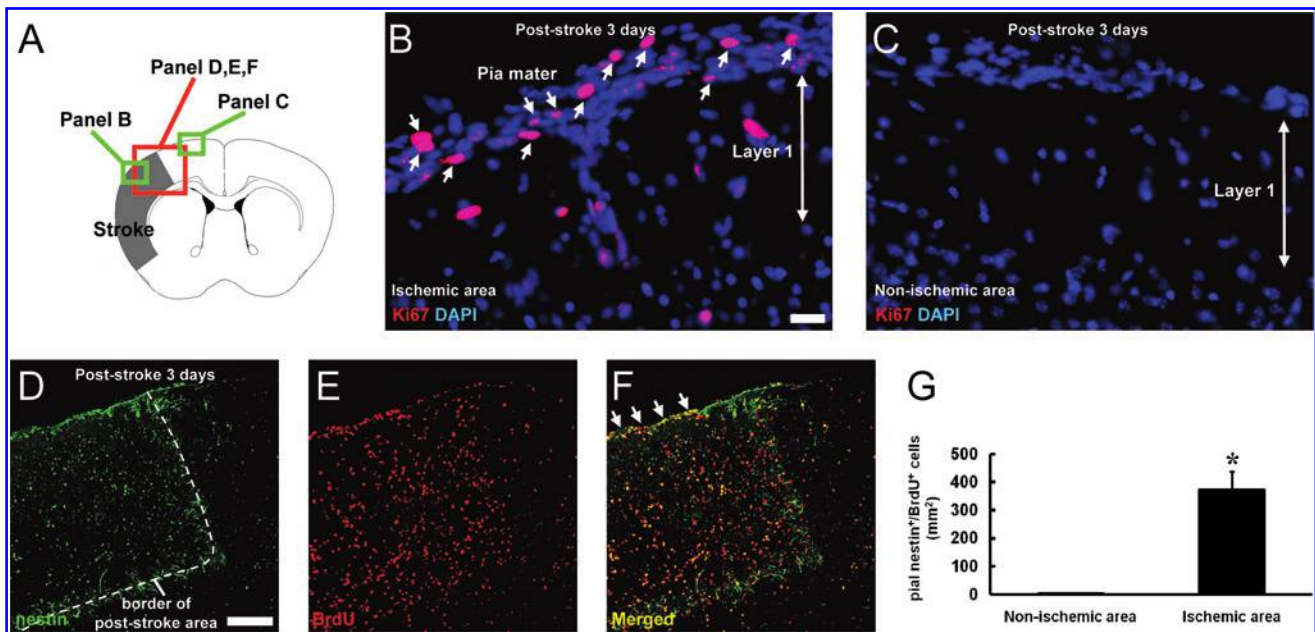 A
Panel D,E,F
Panel C
Panel B
Stroke
B
Post-stroke 3 days
Pia mater
Layer 1
Ischemic area
Ki67 DAPI
C
Post-stroke 3 days
Layer 1
Non-ischemic area
Ki67 DAPI
D
Post-stroke 3 days
border of
post-stroke area
nestin
E
BrdU
F
Merged
G
pial nestin⁺/BrdU⁺ cells
(mm²)
500
400
300
200
100
0
*
Non-ischemic area
Ischemic area